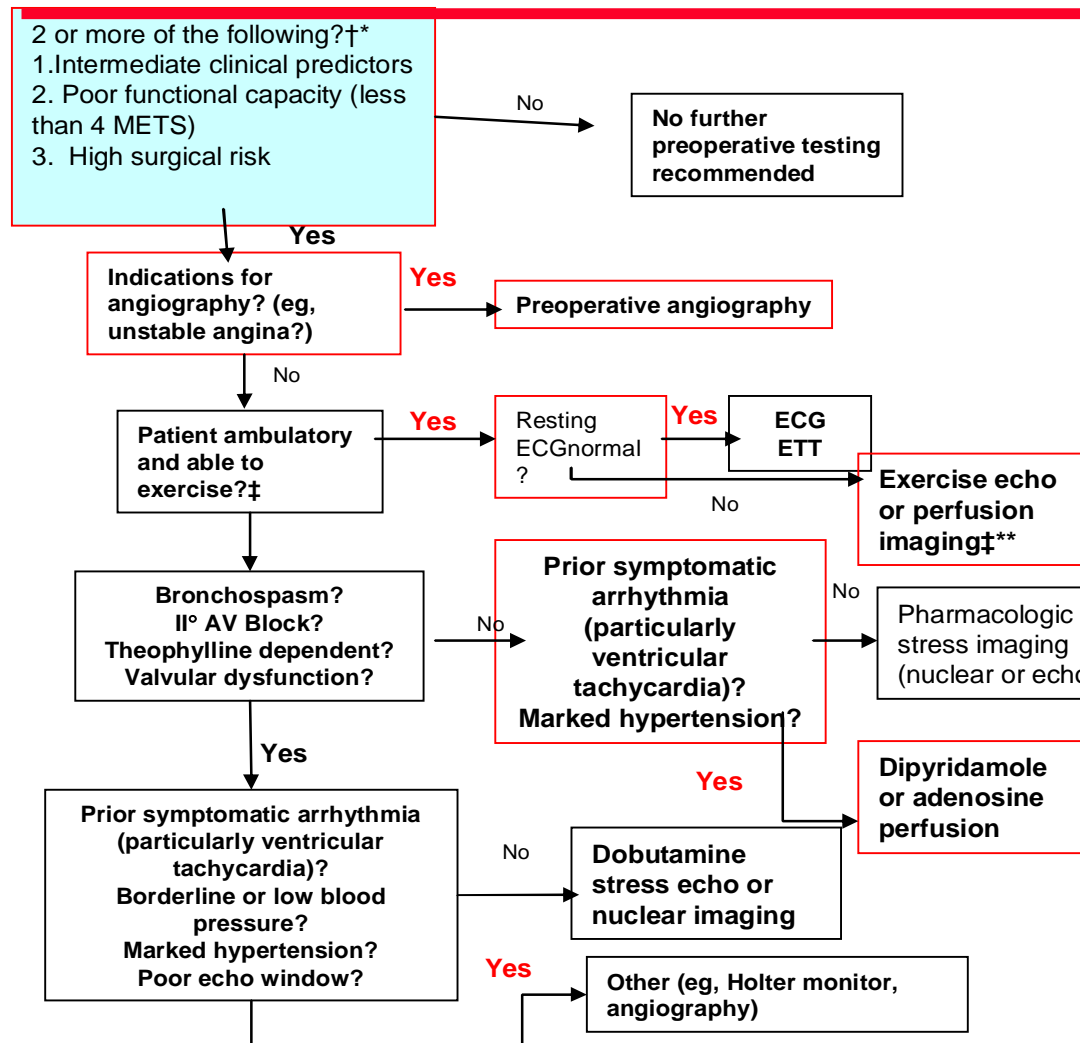 2 or more of the following?†*
1.Intermediate clinical predictors
2. Poor functional capacity (less
than 4 METS)
3. High surgical risk
No
No further
preoperative testing
recommended
Yes
Indications for
angiography? (eg,
unstable angina?)
Yes
Preoperative angiography
No
Patient ambulatory
and able to
exercise?‡
Yes
Resting
ECGnormal
?
Yes
ECG
ETT
No
Exercise echo
or perfusion
imaging‡**
Bronchospasm?
II° AV Block?
Theophylline dependent?
Valvular dysfunction?
No
Prior symptomatic
arrhythmia
(particularly
ventricular
tachycardia)?
Marked hypertension?
No
Pharmacologic
stress imaging
(nuclear or echo
Yes
Yes
Dipyridamole
or adenosine
perfusion
Prior symptomatic arrhythmia
(particularly ventricular
tachycardia)?
Borderline or low blood
pressure?
Marked hypertension?
Poor echo window?
No
Dobutamine
stress echo or
nuclear imaging
Yes
Other (eg, Holter monitor,
angiography)